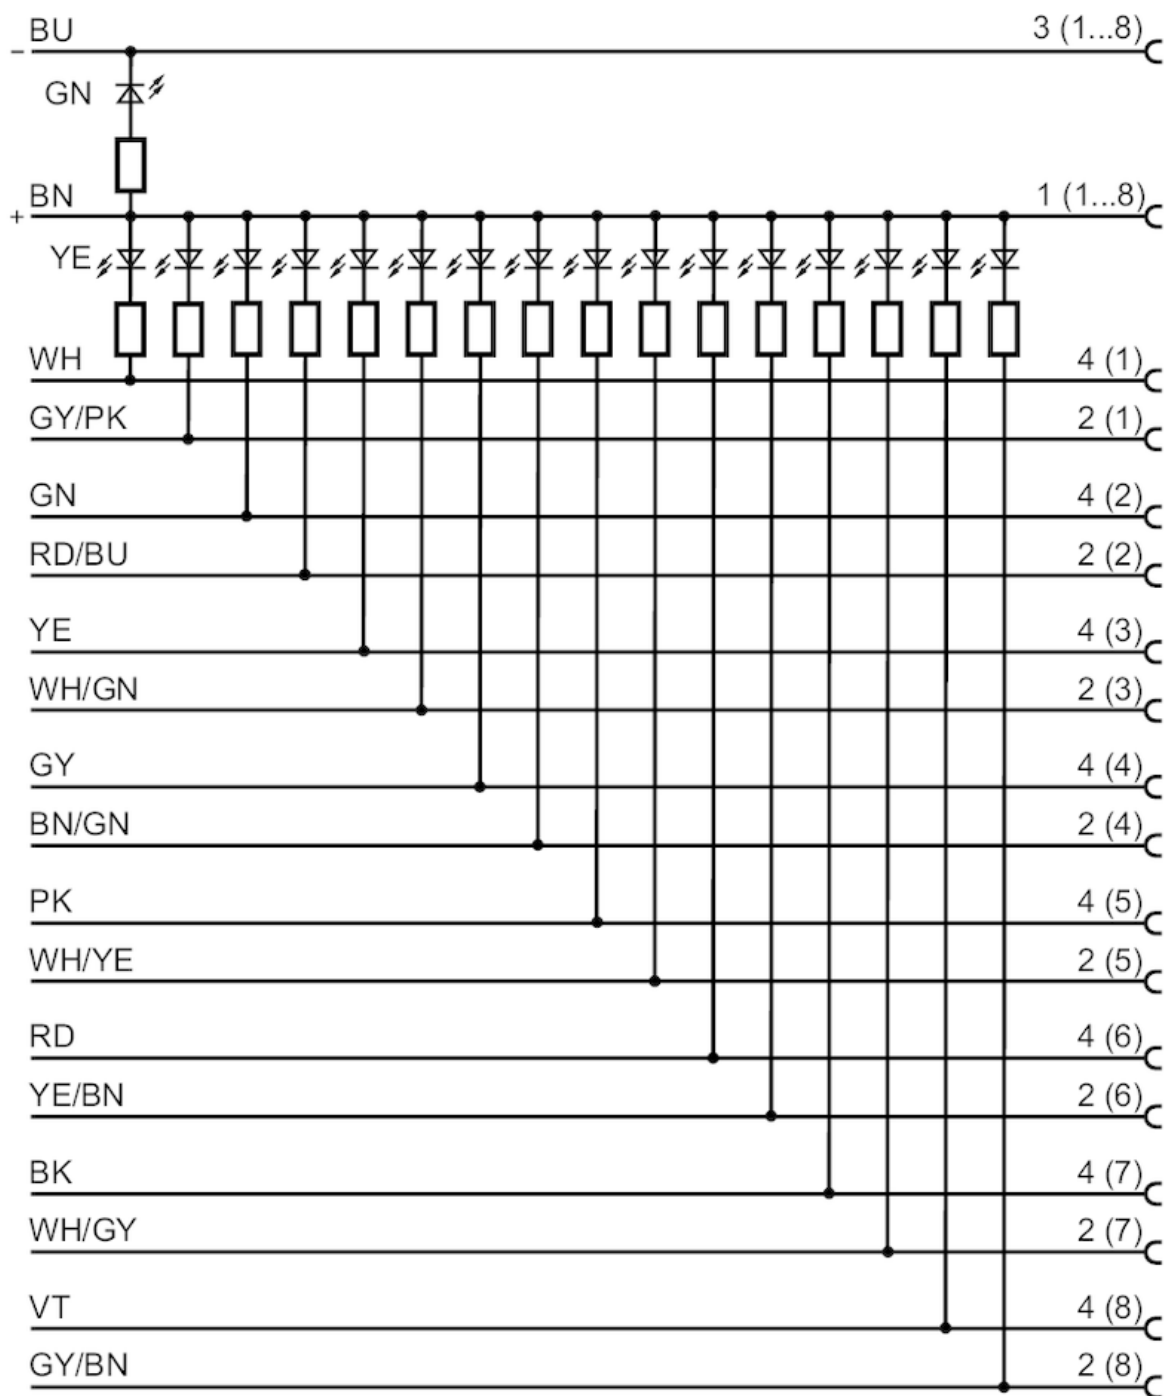 BU 3 (1...8)
−
GN
BN 1 (1...8)
+
YE
WH 4 (1)
GY/PK 2 (1)
GN 4 (2)
RD/BU 2 (2)
YE 4 (3)
WH/GN 2 (3)
GY 4 (4)
BN/GN 2 (4)
PK 4 (5)
WH/YE 2 (5)
RD 4 (6)
YE/BN 2 (6)
BK 4 (7)
WH/GY 2 (7)
VT 4 (8)
GY/BN 2 (8)